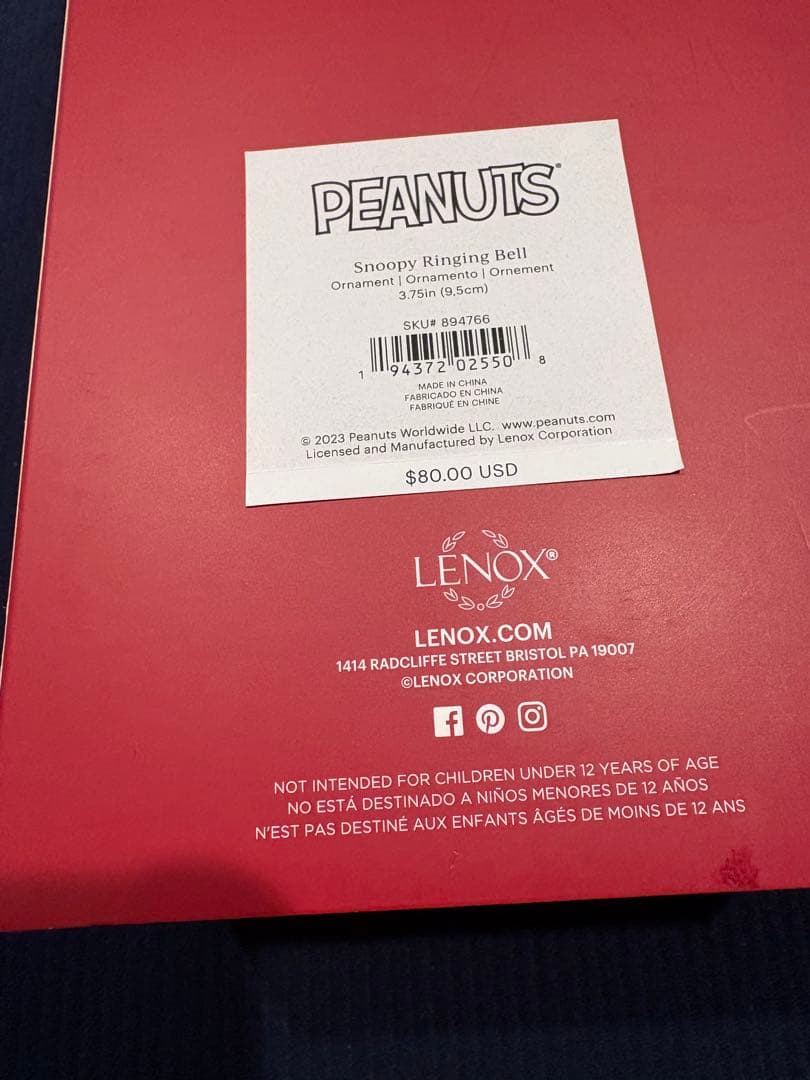 PEANUTS®
Snoopy Ringing Bell
Ornament | Ornamento | Ornement
3.75in (9,5cm)
SKU# 894766
1 94372 02550 8
MADE IN CHINA
FABRICADO EN CHINA
FABRIQUÉ EN CHINE
© 2023 Peanuts Worldwide LLC. www.peanuts.com
Licensed and Manufactured by Lenox Corporation
$80.00 USD
LENOX®
LENOX.COM
1414 RADCLIFFE STREET BRISTOL PA 19007
©LENOX CORPORATION
NOT INTENDED FOR CHILDREN UNDER 12 YEARS OF AGE
NO ESTÁ DESTINADO A NIÑOS MENORES DE 12 AÑOS
N'EST PAS DESTINÉ AUX ENFANTS ÂGÉS DE MOINS DE 12 ANS